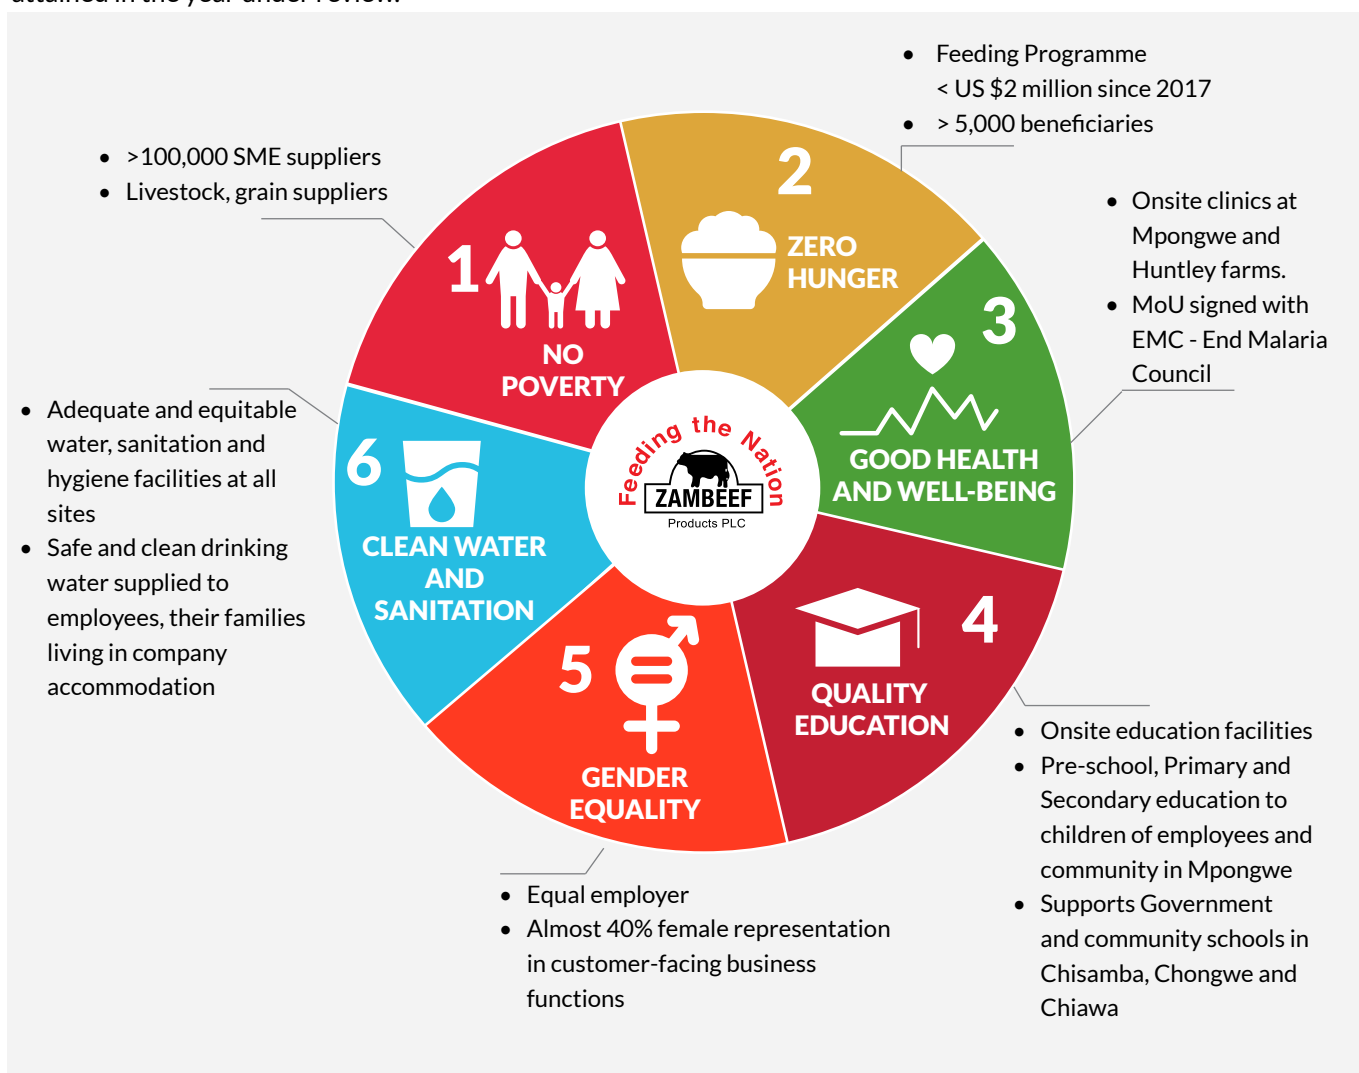 attained in the year under review.
• Feeding Programme
< US $2 million since 2017
• > 5,000 beneficiaries
• >100,000 SME suppliers
• Livestock, grain suppliers
• Onsite clinics at
Mpongwe and
Huntley farms.
• MoU signed with
EMC - End Malaria
Council
1
NO
POVERTY
2
ZERO
HUNGER
3
GOOD HEALTH
AND WELL-BEING
4
QUALITY
EDUCATION
5
GENDER
EQUALITY
6
CLEAN WATER
AND
SANITATION
Feeding the Nation
ZAMBEEF
Products PLC
• Adequate and equitable
water, sanitation and
hygiene facilities at all
sites
• Safe and clean drinking
water supplied to
employees, their families
living in company
accommodation
• Onsite education facilities
• Pre-school, Primary and
Secondary education to
children of employees and
community in Mpongwe
• Supports Government
and community schools in
Chisamba, Chongwe and
Chiawa
• Equal employer
• Almost 40% female representation
in customer-facing business
functions